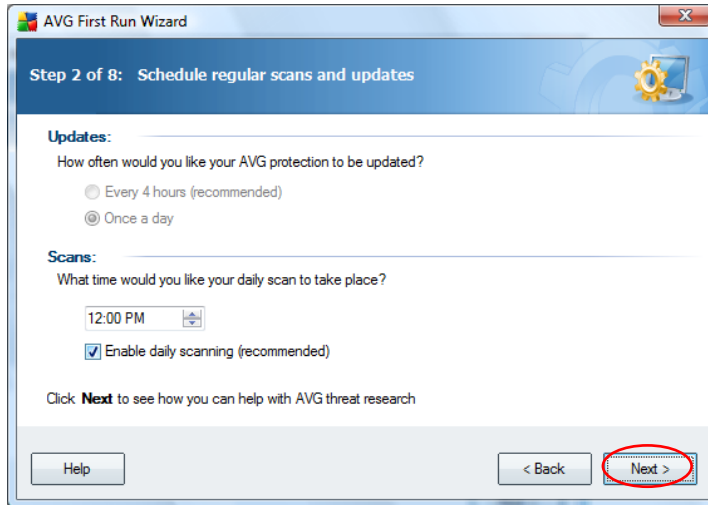 AVG First Run Wizard
Step 2 of 8: Schedule regular scans and updates
Updates:
How often would you like your AVG protection to be updated?
Every 4 hours (recommended)
Once a day
Scans:
What time would you like your daily scan to take place?
12:00 PM
Enable daily scanning (recommended)
Click Next to see how you can help with AVG threat research
Help
< Back
Next >